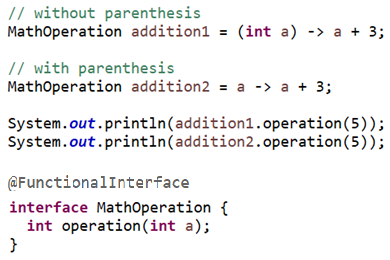 // without parenthesis
MathOperation addition1 = (int a) -> a + 3;
// with parenthesis
MathOperation addition2 = a -> a + 3;
System.out.println(addition1.operation(5));
System.out.println(addition2.operation(5));
@FunctionalInterface
interface MathOperation {
int operation(int a);
}